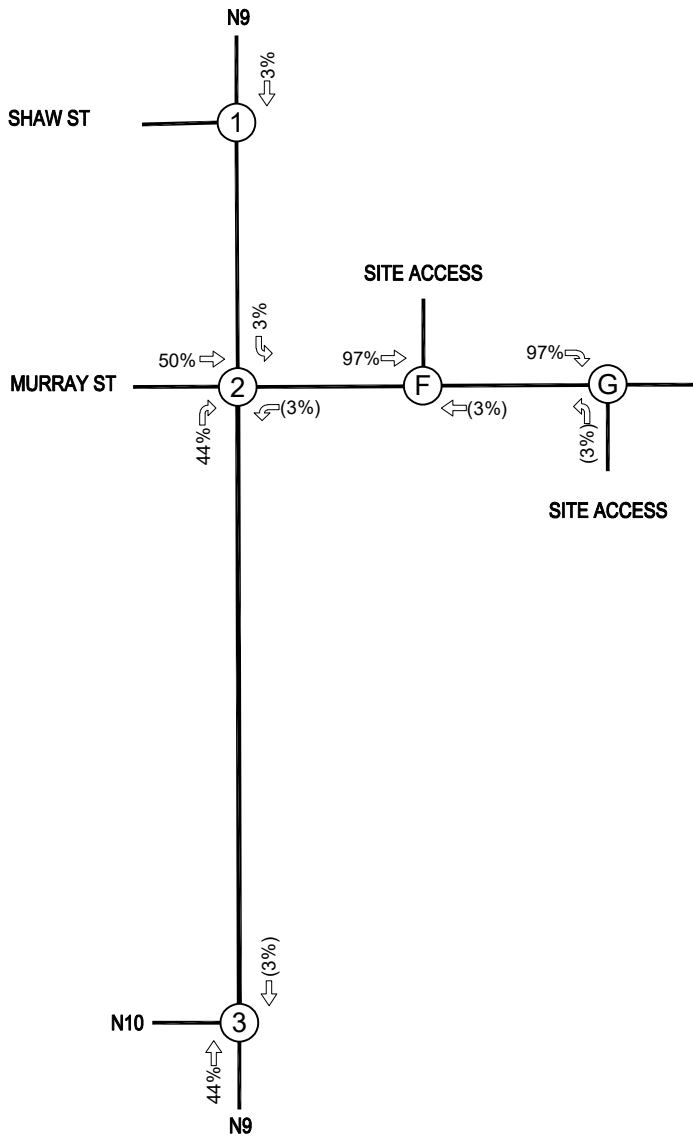 N9
3%
SHAW ST
1
SITE ACCESS
3%
50%
97%
97%
MURRAY ST
2
F
G
44%
(3%)
(3%)
(3%)
SITE ACCESS
(3%)
N10
3
44%
N9